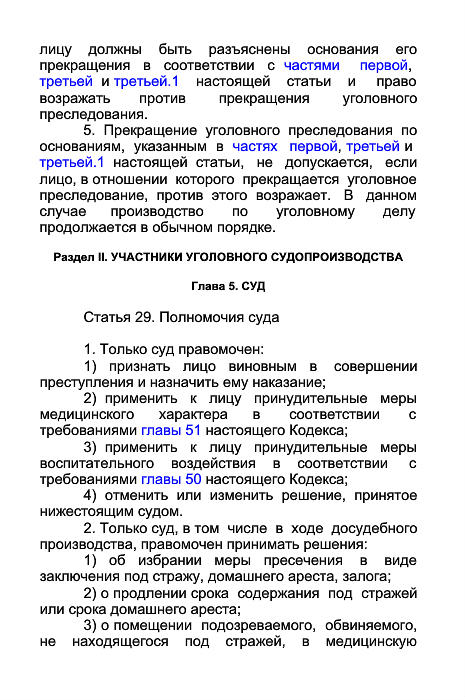 лицу должны быть разъяснены основания его
прекращения в соответствии с частями первой,
третьей и третьей.1 настоящей статьи и право
возражать против прекращения уголовного
преследования.
5. Прекращение уголовного преследования по
основаниям, указанным в частях первой, третьей и
третьей.1 настоящей статьи, не допускается, если
лицо, в отношении которого прекращается уголовное
преследование, против этого возражает. В данном
случае производство по уголовному делу
продолжается в обычном порядке.
Раздел II. УЧАСТНИКИ УГОЛОВНОГО СУДОПРОИЗВОДСТВА
Глава 5. СУД
Статья 29. Полномочия суда
1. Только суд правомочен:
1) признать лицо виновным в совершении
преступления и назначить ему наказание;
2) применить к лицу принудительные меры
медицинского характера в соответствии с
требованиями главы 51 настоящего Кодекса;
3) применить к лицу принудительные меры
воспитательного воздействия в соответствии с
требованиями главы 50 настоящего Кодекса;
4) отменить или изменить решение, принятое
нижестоящим судом.
2. Только суд, в том числе в ходе досудебного
производства, правомочен принимать решения:
1) об избрании меры пресечения в виде
заключения под стражу, домашнего ареста, залога;
2) о продлении срока содержания под стражей
или срока домашнего ареста;
3) о помещении подозреваемого, обвиняемого,
не находящегося под стражей, в медицинскую